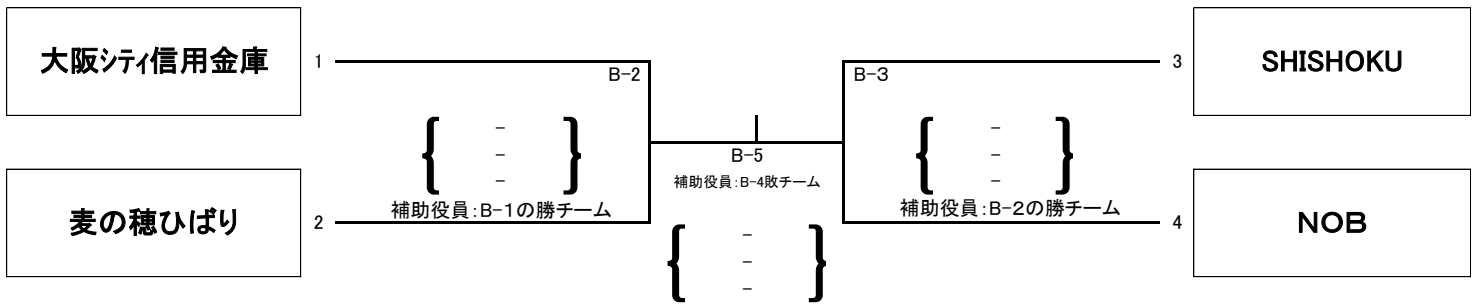 大阪シティ信用金庫
1
B-2
B-3
3
SHISHOKU
{ - }
{ - }
-
-
-
-
B-5
補助役員:B-4敗チーム
麦の穂ひばり
2
補助役員:B-1の勝チーム
補助役員:B-2の勝チーム
4
NOB
{ - }
-
-